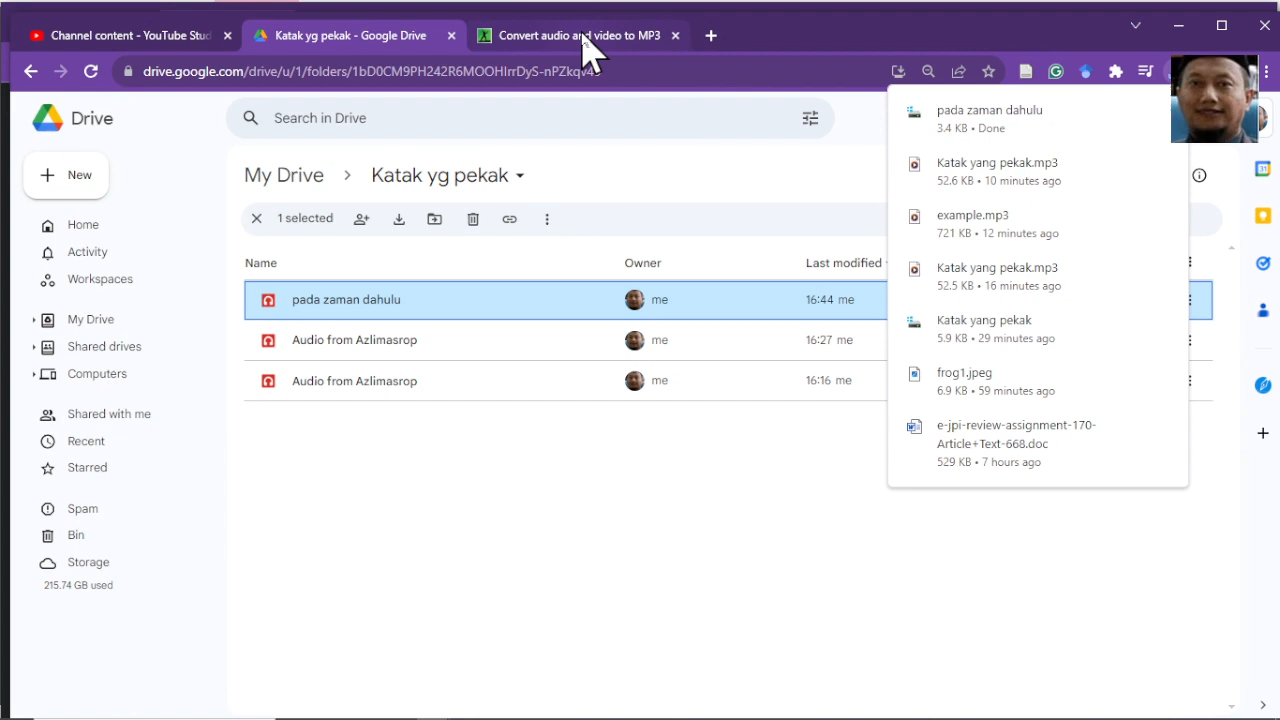 Channel content - YouTube Stud
Katak yg pekak - Google Drive
Convert audio and video to MP3
drive.google.com/drive/u/1/folders/1bD0CM9PH242R6MOOHIrrDyS-nPZkqv4
Drive
Search in Drive
New
Home
Activity
Workspaces
My Drive
Shared drives
Computers
Shared with me
Recent
Starred
Spam
Bin
Storage
215.74 GB used
My Drive > Katak yg pekak
1 selected
Name Owner Last modified
pada zaman dahulu me 16:44 me
Audio from Azlimasrop me 16:27 me
Audio from Azlimasrop me 16:16 me
pada zaman dahulu
3.4 KB • Done
Katak yang pekak.mp3
52.6 KB • 10 minutes ago
example.mp3
721 KB • 12 minutes ago
Katak yang pekak.mp3
52.5 KB • 16 minutes ago
Katak yang pekak
5.9 KB • 29 minutes ago
frog1.jpeg
6.9 KB • 59 minutes ago
e-jpi-review-assignment-170-
Article+Text-668.doc
529 KB • 7 hours ago
31